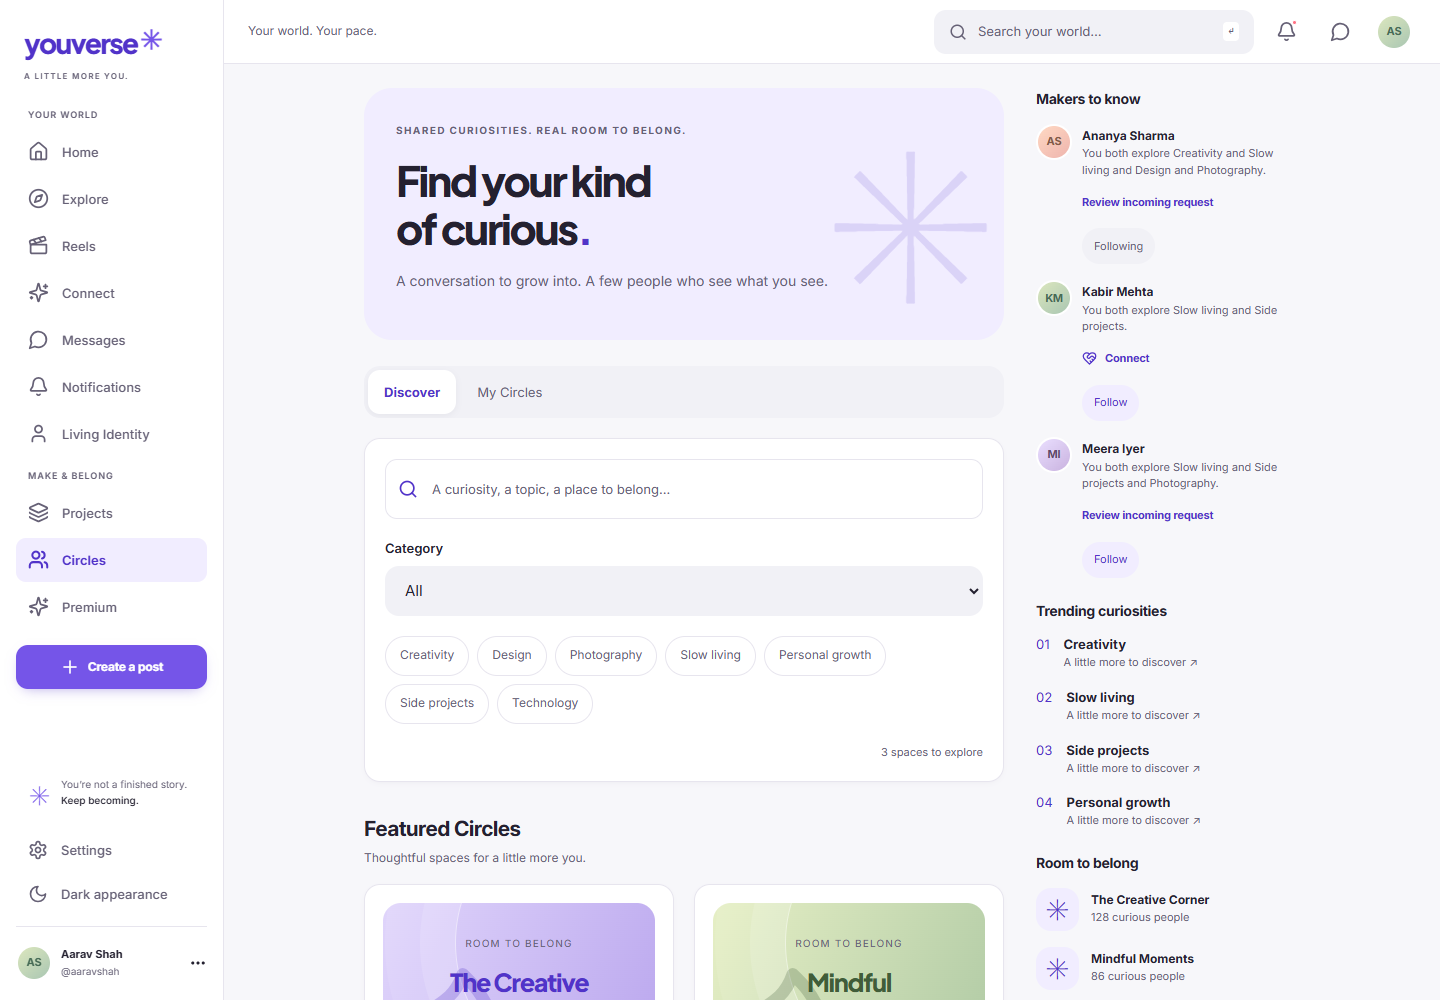 youverse
A LITTLE MORE YOU.
YOUR WORLD
Home
Explore
Reels
Connect
Messages
Notifications
Living Identity
MAKE & BELONG
Projects
Circles
Premium
Create a post
You're not a finished story.
Keep becoming.
Settings
Dark appearance
AS
Aarav Shah
@aaravshah
Your world. Your pace.
Search your world...
AS
SHARED CURIOSITIES. REAL ROOM TO BELONG.
Find your kind
of curious.
A conversation to grow into. A few people who see what you see.
Discover
My Circles
A curiosity, a topic, a place to belong...
Category
All
Creativity
Design
Photography
Slow living
Personal growth
Side projects
Technology
3 spaces to explore
Featured Circles
Thoughtful spaces for a little more you.
ROOM TO BELONG
The Creative
ROOM TO BELONG
Mindful
Makers to know
AS
Ananya Sharma
You both explore Creativity and Slow
living and Design and Photography.
Review incoming request
Following
KM
Kabir Mehta
You both explore Slow living and Side
projects.
Connect
Follow
MI
Meera Iyer
You both explore Slow living and Side
projects and Photography.
Review incoming request
Follow
Trending curiosities
01 Creativity
A little more to discover ↗
02 Slow living
A little more to discover ↗
03 Side projects
A little more to discover ↗
04 Personal growth
A little more to discover ↗
Room to belong
The Creative Corner
128 curious people
Mindful Moments
86 curious people